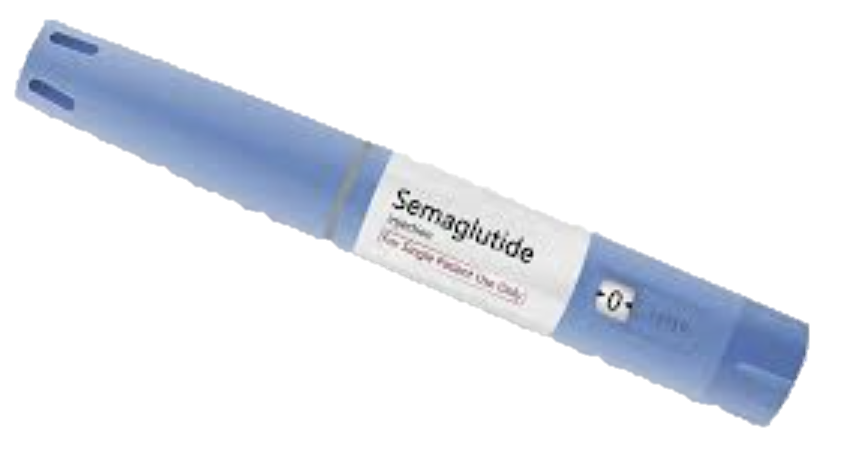 Semaglutide
Injection
For Single Patient Use Only
0